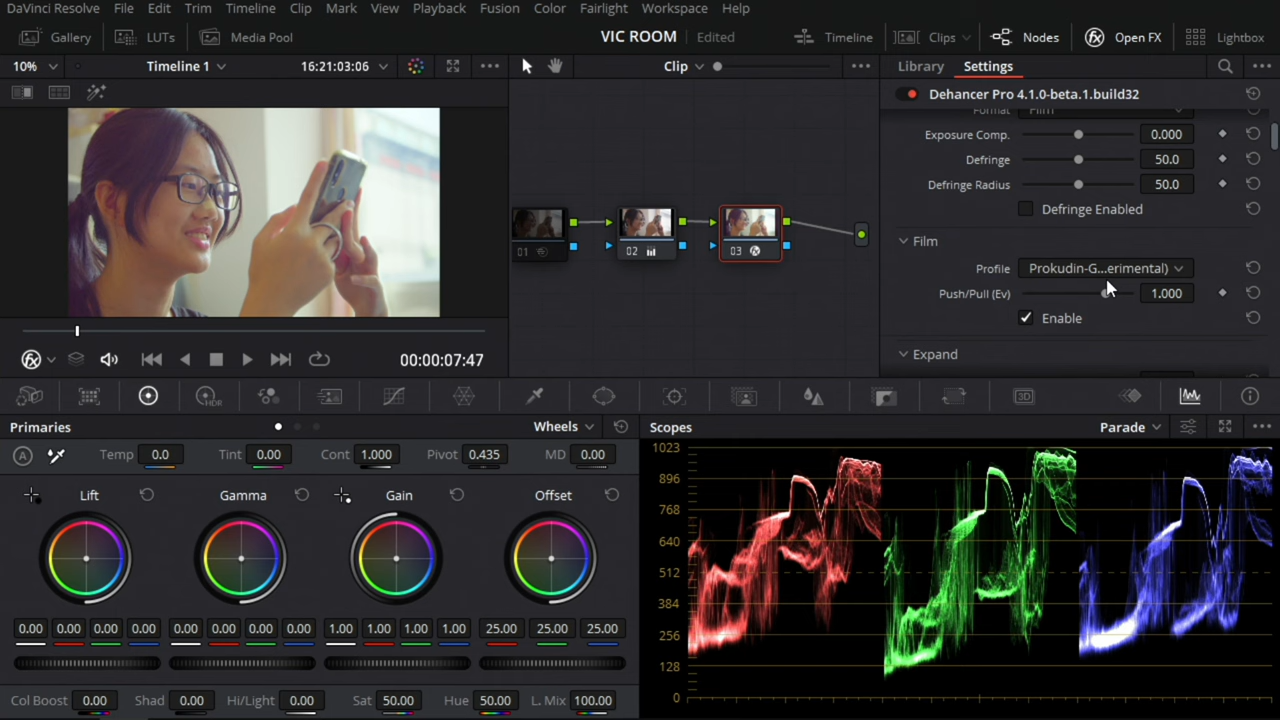 DaVinci Resolve File Edit Trim Timeline Clip Mark View Playback Fusion Color Fairlight Workspace Help
Gallery LUTs Media Pool VIC ROOM Edited Timeline Clips Nodes Open FX Lightbox
10% Timeline 1 16:21:03:06 Clip Library Settings
Dehancer Pro 4.1.0-beta.1.build32
Format Film
Exposure Comp. 0.000
Defringe 50.0
Defringe Radius 50.0
Defringe Enabled
Film
01 02 03
Profile Prokudin-G...erimental)
Push/Pull (Ev) 1.000
Enable
00:00:07:47
Expand
HDR 3D
Primaries Wheels Scopes Parade
A Temp 0.0 Tint 0.00 Cont 1.000 Pivot 0.435 MD 0.00
Lift Gamma Gain Offset
0.00 0.00 0.00 0.00 0.00 0.00 0.00 0.00 1.00 1.00 1.00 1.00 25.00 25.00 25.00
Col Boost 0.00 Shad 0.00 Hi/Light 0.00 Sat 50.00 Hue 50.00 L. Mix 100.00
1023
896
768
640
512
384
256
128
0